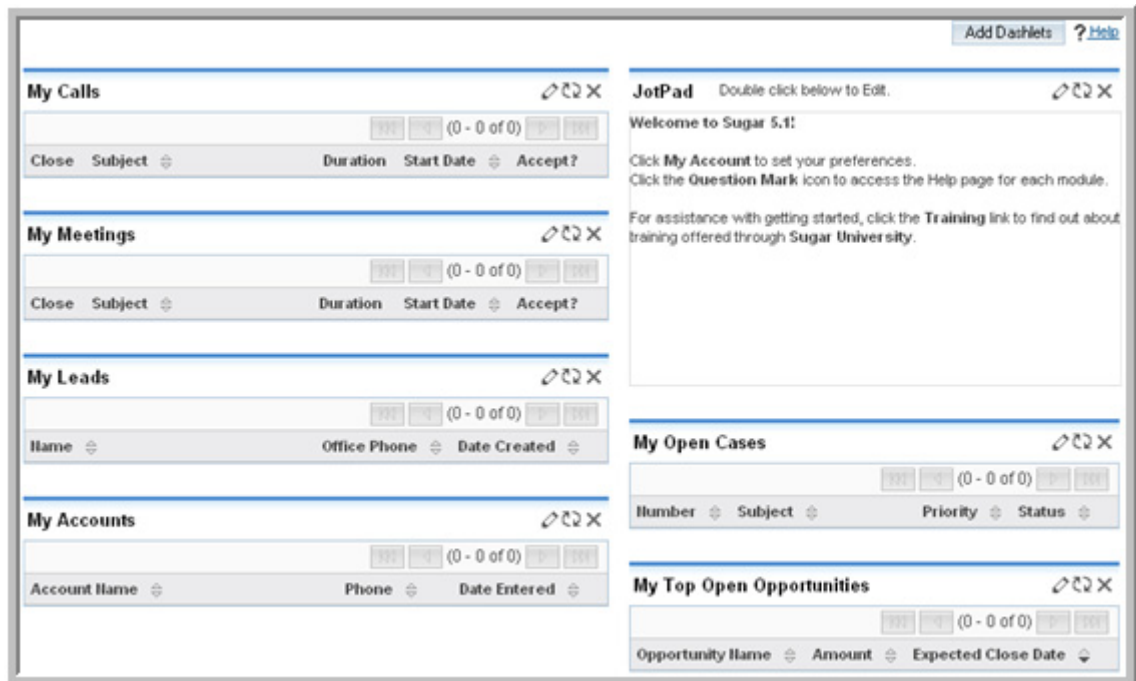 Add Dashlets ? Help
My Calls
(0 - 0 of 0)
Close Subject Duration Start Date Accept?
My Meetings
(0 - 0 of 0)
Close Subject Duration Start Date Accept?
My Leads
(0 - 0 of 0)
Name Office Phone Date Created
My Accounts
(0 - 0 of 0)
Account Name Phone Date Entered
JotPad Double click below to Edit.
Welcome to Sugar 5.1!
Click My Account to set your preferences.
Click the Question Mark icon to access the Help page for each module.
For assistance with getting started, click the Training link to find out about
training offered through Sugar University.
My Open Cases
(0 - 0 of 0)
Number Subject Priority Status
My Top Open Opportunities
(0 - 0 of 0)
Opportunity Name Amount Expected Close Date